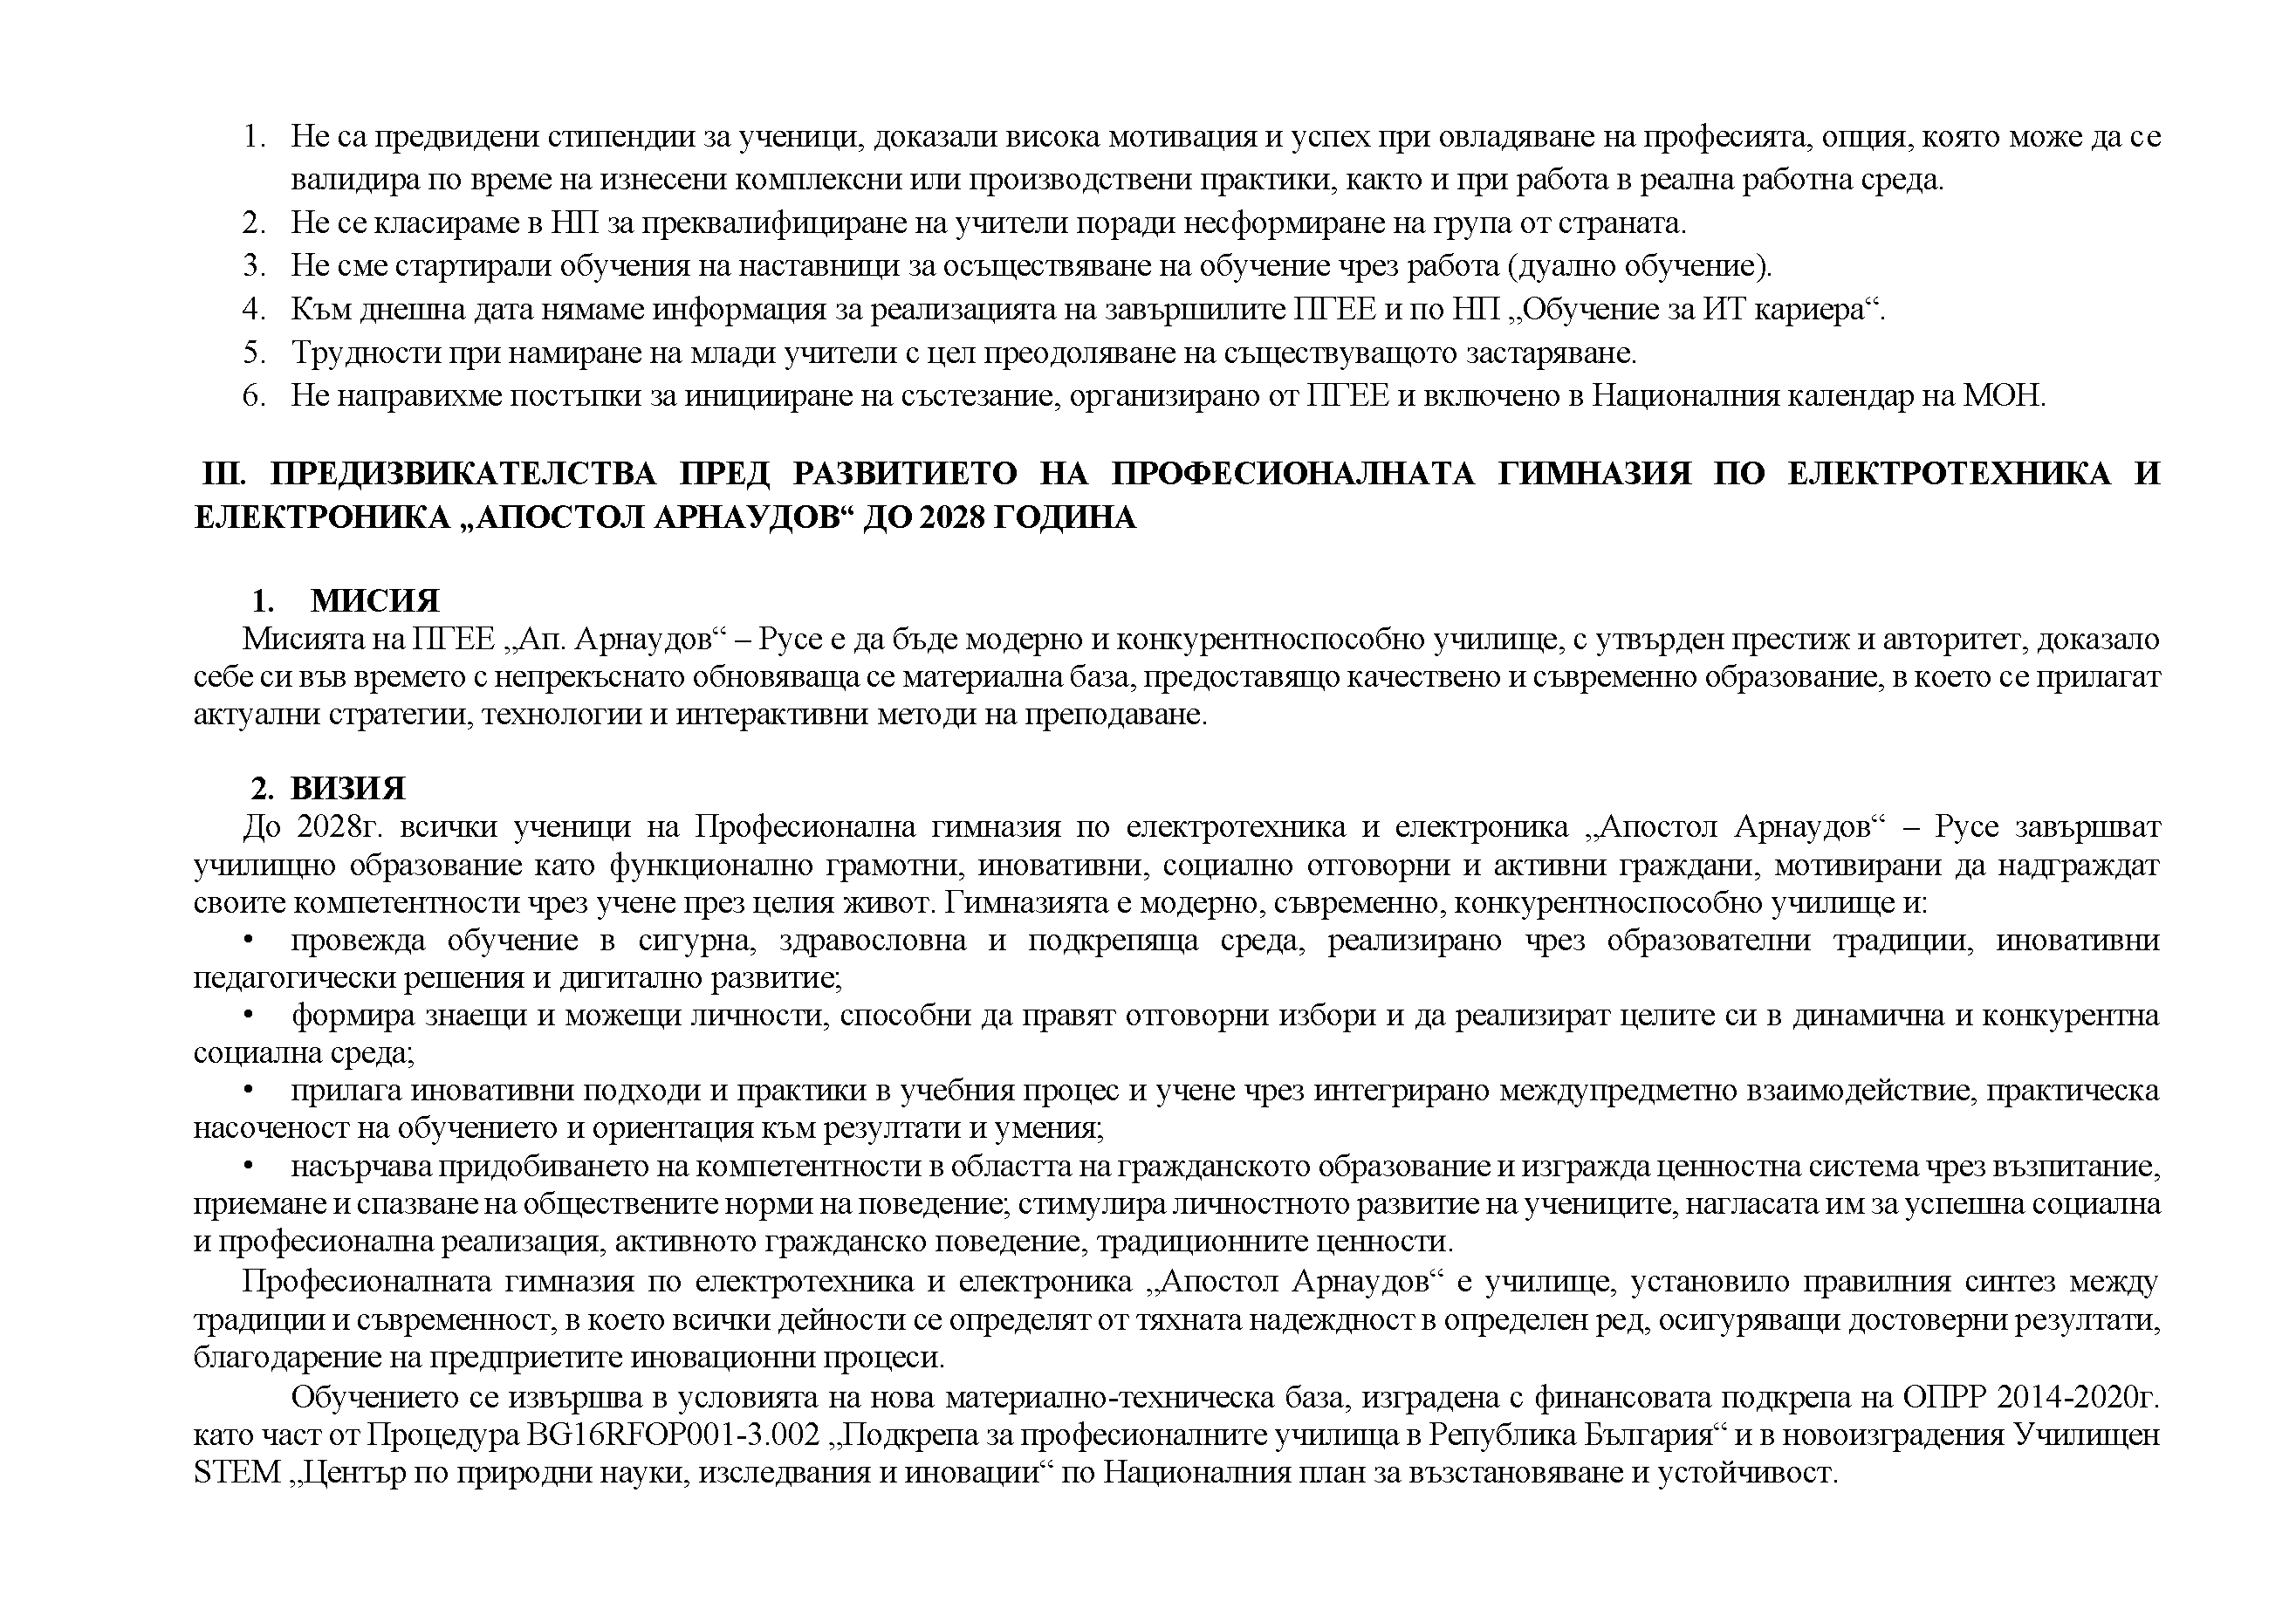 1. Не са предвидени стипендии за ученици, доказали висока мотивация и успех при овладяване на професията, опция, която може да се
валидира по време на изнесени комплексни или производствени практики, както и при работа в реална работна среда.
2. Не се класираме в НП за преквалифициране на учители поради несформиране на група от страната.
3. Не сме стартирали обучения на наставници за осъществяване на обучение чрез работа (дуално обучение).
4. Към днешна дата нямаме информация за реализацията на завършилите ПГЕЕ и по НП „Обучение за ИТ кариера“.
5. Трудности при намиране на млади учители с цел преодоляване на съществуващото застаряване.
6. Не направихме постъпки за иницииране на състезание, организирано от ПГЕЕ и включено в Националния календар на МОН.
III. ПРЕДИЗВИКАТЕЛСТВА ПРЕД РАЗВИТИЕТО НА ПРОФЕСИОНАЛНАТА ГИМНАЗИЯ ПО ЕЛЕКТРОТЕХНИКА И
ЕЛЕКТРОНИКА „АПОСТОЛ АРНАУДОВ“ ДО 2028 ГОДИНА
1. МИСИЯ
Мисията на ПГЕЕ „Ап. Арнаудов“ – Русе е да бъде модерно и конкурентноспособно училище, с утвърден престиж и авторитет, доказало
себе си във времето с непрекъснато обновяваща се материална база, предоставящо качествено и съвременно образование, в което се прилагат
актуални стратегии, технологии и интерактивни методи на преподаване.
2. ВИЗИЯ
До 2028г. всички ученици на Професионална гимназия по електротехника и електроника „Апостол Арнаудов“ – Русе завършват
училищно образование като функционално грамотни, иновативни, социално отговорни и активни граждани, мотивирани да надграждат
своите компетентности чрез учене през целия живот. Гимназията е модерно, съвременно, конкурентноспособно училище и:
• провежда обучение в сигурна, здравословна и подкрепяща среда, реализирано чрез образователни традиции, иновативни
педагогически решения и дигитално развитие;
• формира знаещи и можещи личности, способни да правят отговорни избори и да реализират целите си в динамична и конкурентна
социална среда;
• прилага иновативни подходи и практики в учебния процес и учене чрез интегрирано междупредметно взаимодействие, практическа
насоченост на обучението и ориентация към резултати и умения;
• насърчава придобиването на компетентности в областта на гражданското образование и изгражда ценностна система чрез възпитание,
приемане и спазване на обществените норми на поведение; стимулира личностното развитие на учениците, нагласата им за успешна социална
и професионална реализация, активното гражданско поведение, традиционните ценности.
Професионалната гимназия по електротехника и електроника „Апостол Арнаудов“ е училище, установило правилния синтез между
традиции и съвременност, в което всички дейности се определят от тяхната надеждност в определен ред, осигуряващи достоверни резултати,
благодарение на предприетите иновационни процеси.
Обучението се извършва в условията на нова материално-техническа база, изградена с финансовата подкрепа на ОПРР 2014-2020г.
като част от Процедура BG16RFOP001-3.002 „Подкрепа за професионалните училища в Република България“ и в новоизградения Училищен
STEM „Център по природни науки, изследвания и иновации“ по Националния план за възстановяване и устойчивост.